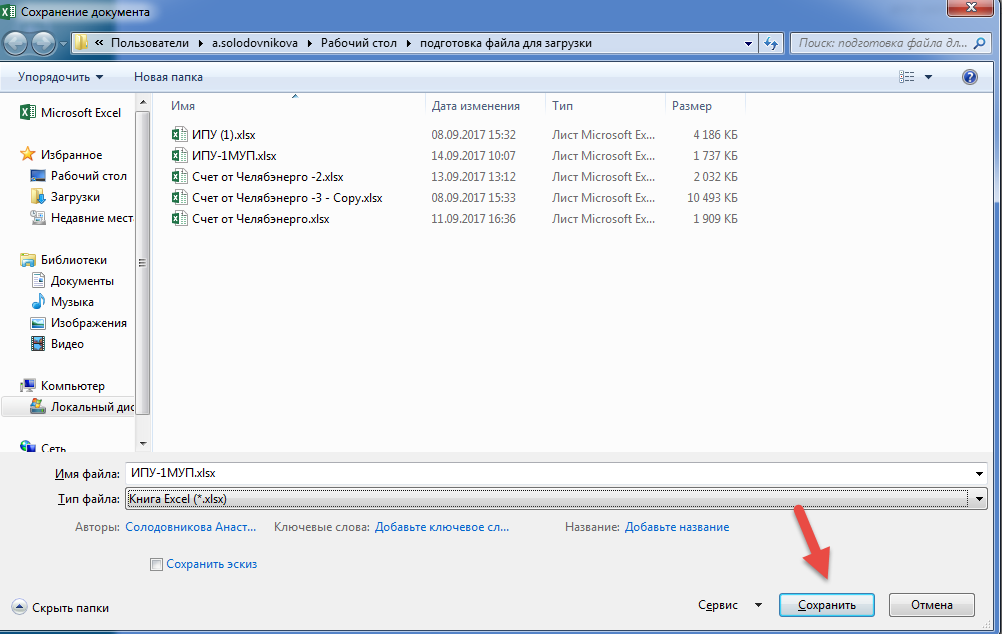 Сохранение документа
« Пользователи ▸ a.solodovnikova ▸ Рабочий стол ▸ подготовка файла для загрузки
Поиск: подготовка файла дл...
Упорядочить Новая папка
Microsoft Excel
Избранное
Рабочий стол
Загрузки
Недавние мест
Библиотеки
Документы
Музыка
Изображения
Видео
Компьютер
Локальный дис
Сеть
Имя Дата изменения Тип Размер
ИПУ (1).xlsx 08.09.2017 15:32 Лист Microsoft Ex... 4 186 КБ
ИПУ-1МУП.xlsx 14.09.2017 10:07 Лист Microsoft Ex... 1 737 КБ
Счет от Челябэнерго -2.xlsx 13.09.2017 13:12 Лист Microsoft Ex... 2 032 КБ
Счет от Челябэнерго -3 - Copy.xlsx 08.09.2017 15:33 Лист Microsoft Ex... 10 493 КБ
Счет от Челябэнерго.xlsx 11.09.2017 16:36 Лист Microsoft Ex... 1 909 КБ
Имя файла: ИПУ-1МУП.xlsx
Тип файла: Книга Excel (*.xlsx)
Авторы: Солодовникова Анаст... Ключевые слова: Добавьте ключевое сл... Название: Добавьте название
Сохранить эскиз
Скрыть папки Сервис Сохранить Отмена